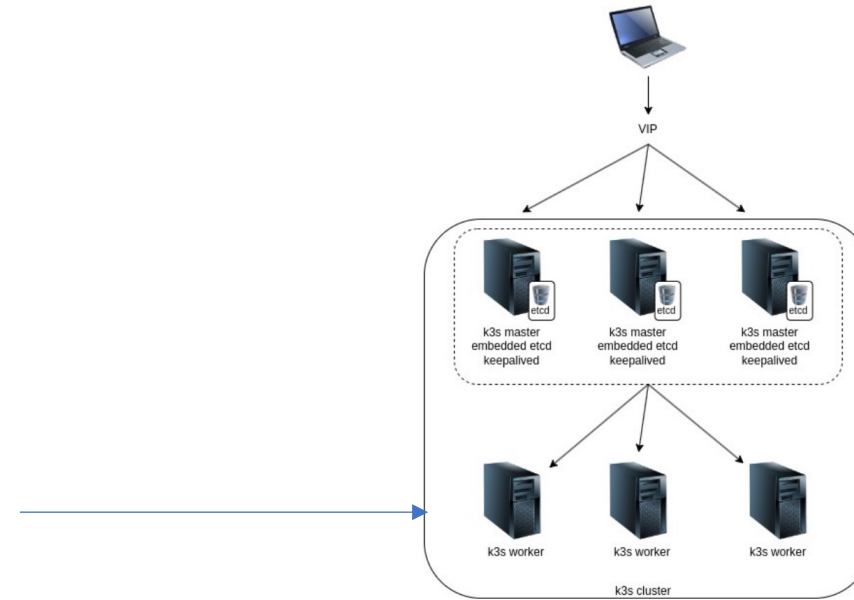 VIP
etcd
etcd
etcd
k3s master
embedded etcd
keepalived
k3s master
embedded etcd
keepalived
k3s master
embedded etcd
keepalived
k3s worker
k3s worker
k3s worker
k3s cluster